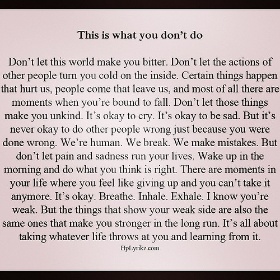 This is what you don't do
Don't let this world make you bitter. Don't let the actions of
other people turn you cold on the inside. Certain things happen
that hurt us, people come that leave us, and most of all there are
moments when you're bound to fall. Don't let those things
make you unkind. It's okay to cry. It's okay to be sad. But it's
never okay to do other people wrong just because you were
done wrong. We're human. We break. We make mistakes. But
don't let pain and sadness run your lives. Wake up in the
morning and do what you think is right. There are moments in
your life where you feel like giving up and you can't take it
anymore. It's okay. Breathe. Inhale. Exhale. I know you're
weak. But the things that show your weak side are also the
same ones that make you stronger in the long run. It's all about
taking whatever life throws at you and learning from it.
HpLyrikz.com